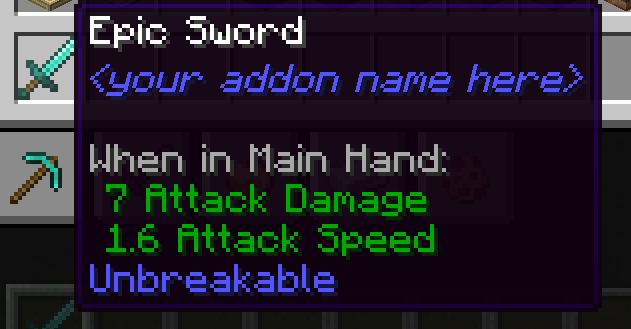 Epic Sword
<your addon name here>
When in Main Hand:
7 Attack Damage
1.6 Attack Speed
Unbreakable